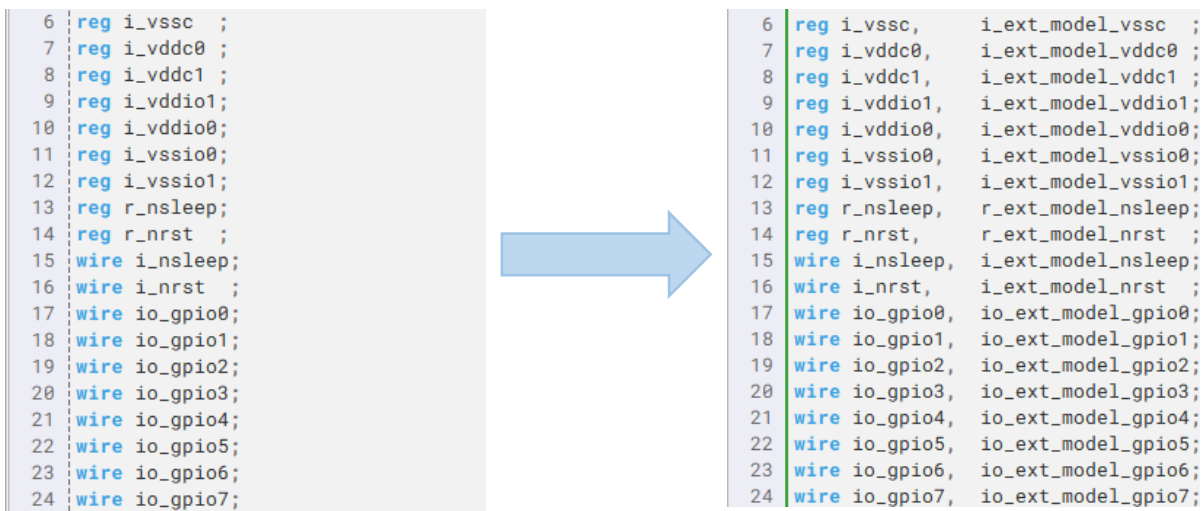 6 reg i_vssc  ;
7 reg i_vddc0 ;
8 reg i_vddc1 ;
9 reg i_vddio1;
10 reg i_vddio0;
11 reg i_vssio0;
12 reg i_vssio1;
13 reg r_nsleep;
14 reg r_nrst  ;
15 wire i_nsleep;
16 wire i_nrst  ;
17 wire io_gpio0;
18 wire io_gpio1;
19 wire io_gpio2;
20 wire io_gpio3;
21 wire io_gpio4;
22 wire io_gpio5;
23 wire io_gpio6;
24 wire io_gpio7;
6 reg i_vssc,    i_ext_model_vssc  ;
7 reg i_vddc0,   i_ext_model_vddc0 ;
8 reg i_vddc1,   i_ext_model_vddc1 ;
9 reg i_vddio1,  i_ext_model_vddio1;
10 reg i_vddio0,  i_ext_model_vddio0;
11 reg i_vssio0,  i_ext_model_vssio0;
12 reg i_vssio1,  i_ext_model_vssio1;
13 reg r_nsleep,  r_ext_model_nsleep;
14 reg r_nrst,    r_ext_model_nrst  ;
15 wire i_nsleep, i_ext_model_nsleep;
16 wire i_nrst,   i_ext_model_nrst  ;
17 wire io_gpio0, io_ext_model_gpio0;
18 wire io_gpio1, io_ext_model_gpio1;
19 wire io_gpio2, io_ext_model_gpio2;
20 wire io_gpio3, io_ext_model_gpio3;
21 wire io_gpio4, io_ext_model_gpio4;
22 wire io_gpio5, io_ext_model_gpio5;
23 wire io_gpio6, io_ext_model_gpio6;
24 wire io_gpio7, io_ext_model_gpio7;